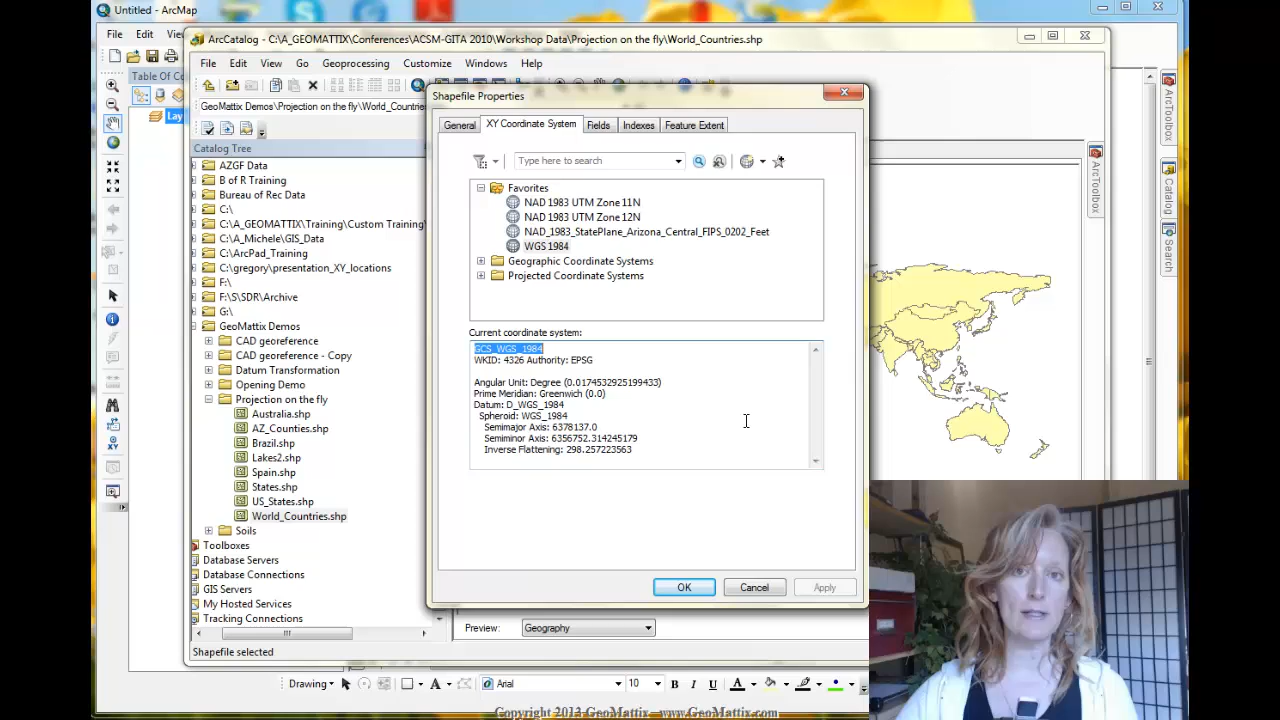 Untitled - ArcMap
File Edit
ArcCatalog - C:\A_GEOMATTIX\Conferences\ACSM-GITA 2010\Workshop Data\Projection on the fly\World_Countries.shp
File Edit View Go Geoprocessing Customize Windows Help
Table Of Co
Lay
GeoMattix Demos\Projection on the fly\World_Countrie
Catalog Tree
AZGF Data
B of R Training
Bureau of Rec Data
C:\
C:\A_GEOMATTIX\Training\Custom Training\
C:\A_Michele\GIS_Data
C:\ArcPad_Training
C:\gregory\presentation_XY_locations
F:\
F:\S\SDR\Archive
G:\
GeoMattix Demos
CAD georeference
CAD georeference - Copy
Datum Transformation
Opening Demo
Projection on the fly
Australia.shp
AZ_Counties.shp
Brazil.shp
Lakes2.shp
Spain.shp
States.shp
US_States.shp
World_Countries.shp
Soils
Toolboxes
Database Servers
Database Connections
GIS Servers
My Hosted Services
Tracking Connections
Shapefile selected
Shapefile Properties
General XY Coordinate System Fields Indexes Feature Extent
Type here to search
Favorites
NAD 1983 UTM Zone 11N
NAD 1983 UTM Zone 12N
NAD_1983_StatePlane_Arizona_Central_FIPS_0202_Feet
WGS 1984
Geographic Coordinate Systems
Projected Coordinate Systems
Current coordinate system:
GCS_WGS_1984
WKID: 4326 Authority: EPSG
Angular Unit: Degree (0.0174532925199433)
Prime Meridian: Greenwich (0.0)
Datum: D_WGS_1984
Spheroid: WGS_1984
Semimajor Axis: 6378137.0
Semiminor Axis: 6356752.314245179
Inverse Flattening: 298.257223563
OK Cancel Apply
Preview: Geography
ArcToolbox
ArcToolbox
Catalog
Search
Drawing A Arial 10 B I U A
Copyright 2013 GeoMattix www.GeoMattix.com